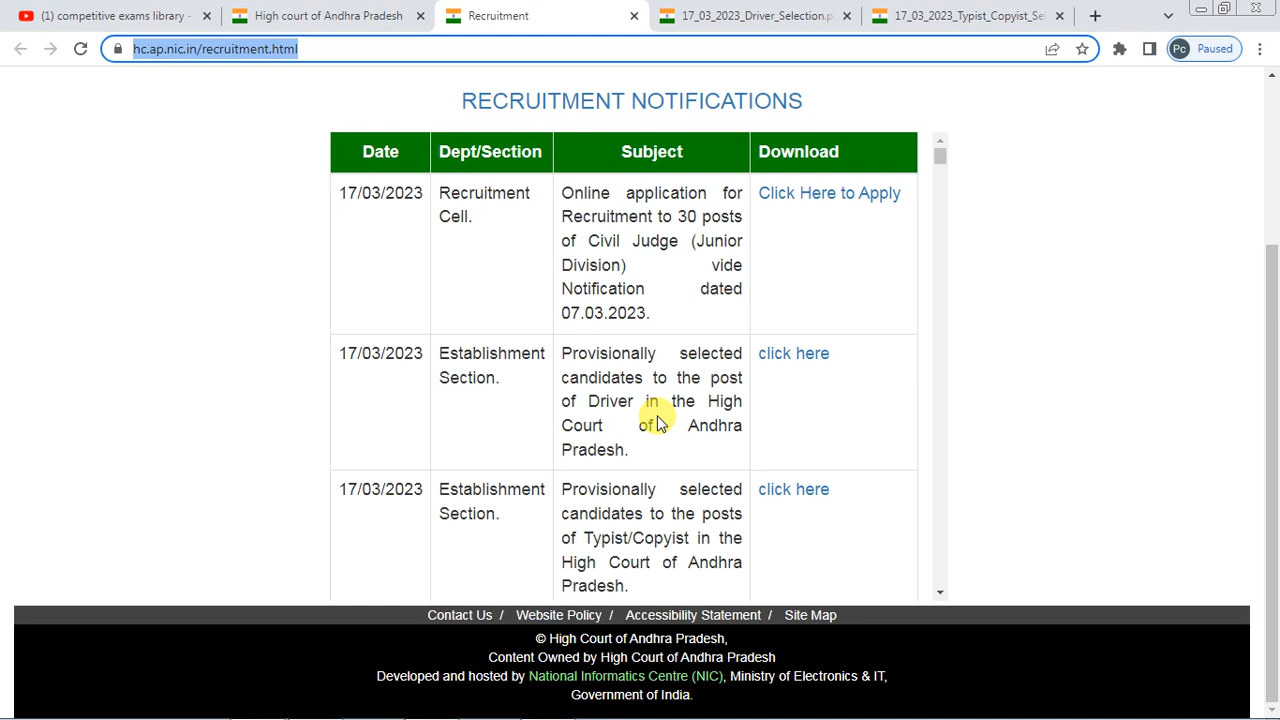 (1) competitive exams library -
High court of Andhra Pradesh
Recruitment
17_03_2023_Driver_Selection.p
17_03_2023_Typist_Copyist_Se
hc.ap.nic.in/recruitment.html
Pc Paused
RECRUITMENT NOTIFICATIONS
Date Dept/Section Subject Download
17/03/2023 Recruitment Online application for Click Here to Apply
Cell. Recruitment to 30 posts
of Civil Judge (Junior
Division) vide
Notification dated
07.03.2023.
17/03/2023 Establishment Provisionally selected click here
Section. candidates to the post
of Driver in the High
Court of Andhra
Pradesh.
17/03/2023 Establishment Provisionally selected click here
Section. candidates to the posts
of Typist/Copyist in the
High Court of Andhra
Pradesh.
Contact Us / Website Policy / Accessibility Statement / Site Map
© High Court of Andhra Pradesh,
Content Owned by High Court of Andhra Pradesh
Developed and hosted by National Informatics Centre (NIC), Ministry of Electronics & IT,
Government of India.